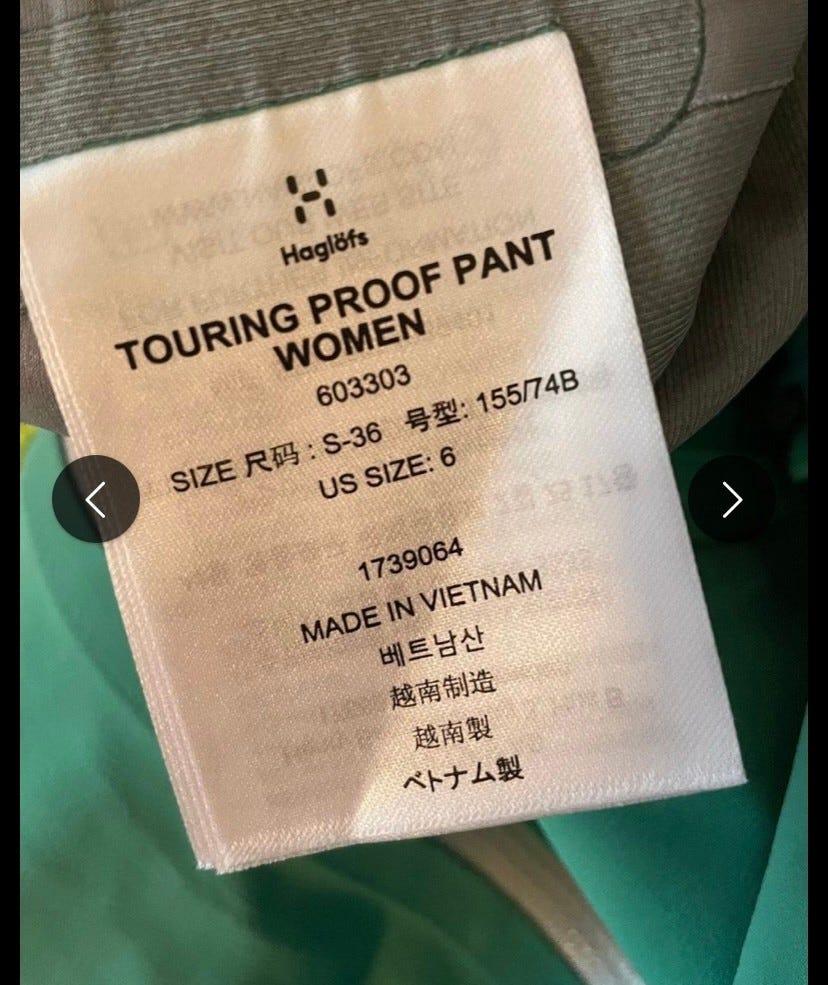 Haglöfs
TOURING PROOF PANT
WOMEN
603303
SIZE 尺码 : S-36 号型: 155/74B
US SIZE: 6
1739064
MADE IN VIETNAM
베트남산
越南制造
越南製
ベトナム製